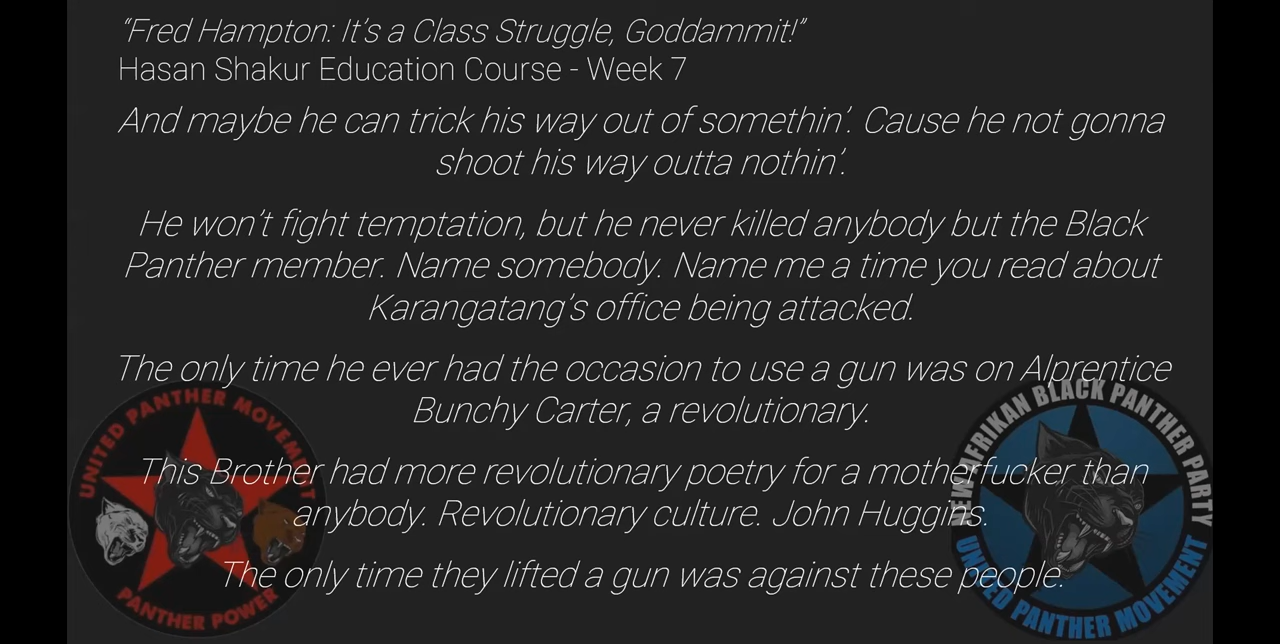 “Fred Hampton: It’s a Class Struggle, Goddammit!”
Hasan Shakur Education Course - Week 7
And maybe he can trick his way out of somethin’. Cause he not gonna
shoot his way outta nothin’.
He won’t fight temptation, but he never killed anybody but the Black
Panther member. Name somebody. Name me a time you read about
Karangatang’s office being attacked.
The only time he ever had the occasion to use a gun was on Alprentice
Bunchy Carter, a revolutionary.
This Brother had more revolutionary poetry for a motherfucker than
anybody. Revolutionary culture. John Huggins.
The only time they lifted a gun was against these people.
UNITED PANTHER MOVEMENT
PANTHER POWER
NEW AFRIKAN BLACK PANTHER PARTY
UNITED PANTHER MOVEMENT